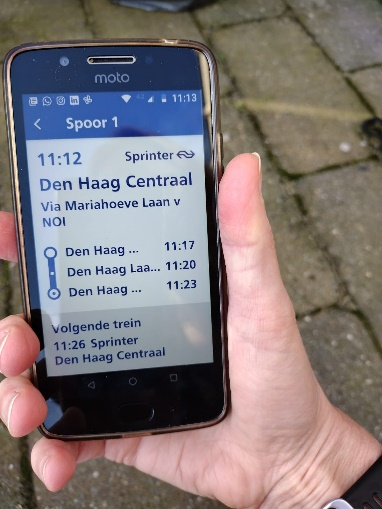 moto
11:13
Spoor 1
11:12 Sprinter
Den Haag Centraal
Via Mariahoeve Laan v
NOI
Den Haag ... 11:17
Den Haag Laa... 11:20
Den Haag ... 11:23
Volgende trein
11:26 Sprinter
Den Haag Centraal